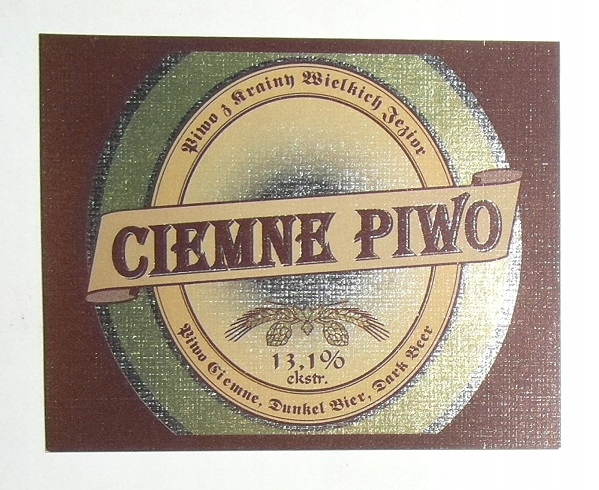 Piwo z Krainy Wielkich Jezior
CIEMNE PIWO
13,1%
ekstr.
Piwo Ciemne, Dunkel Bier, Dark Beer